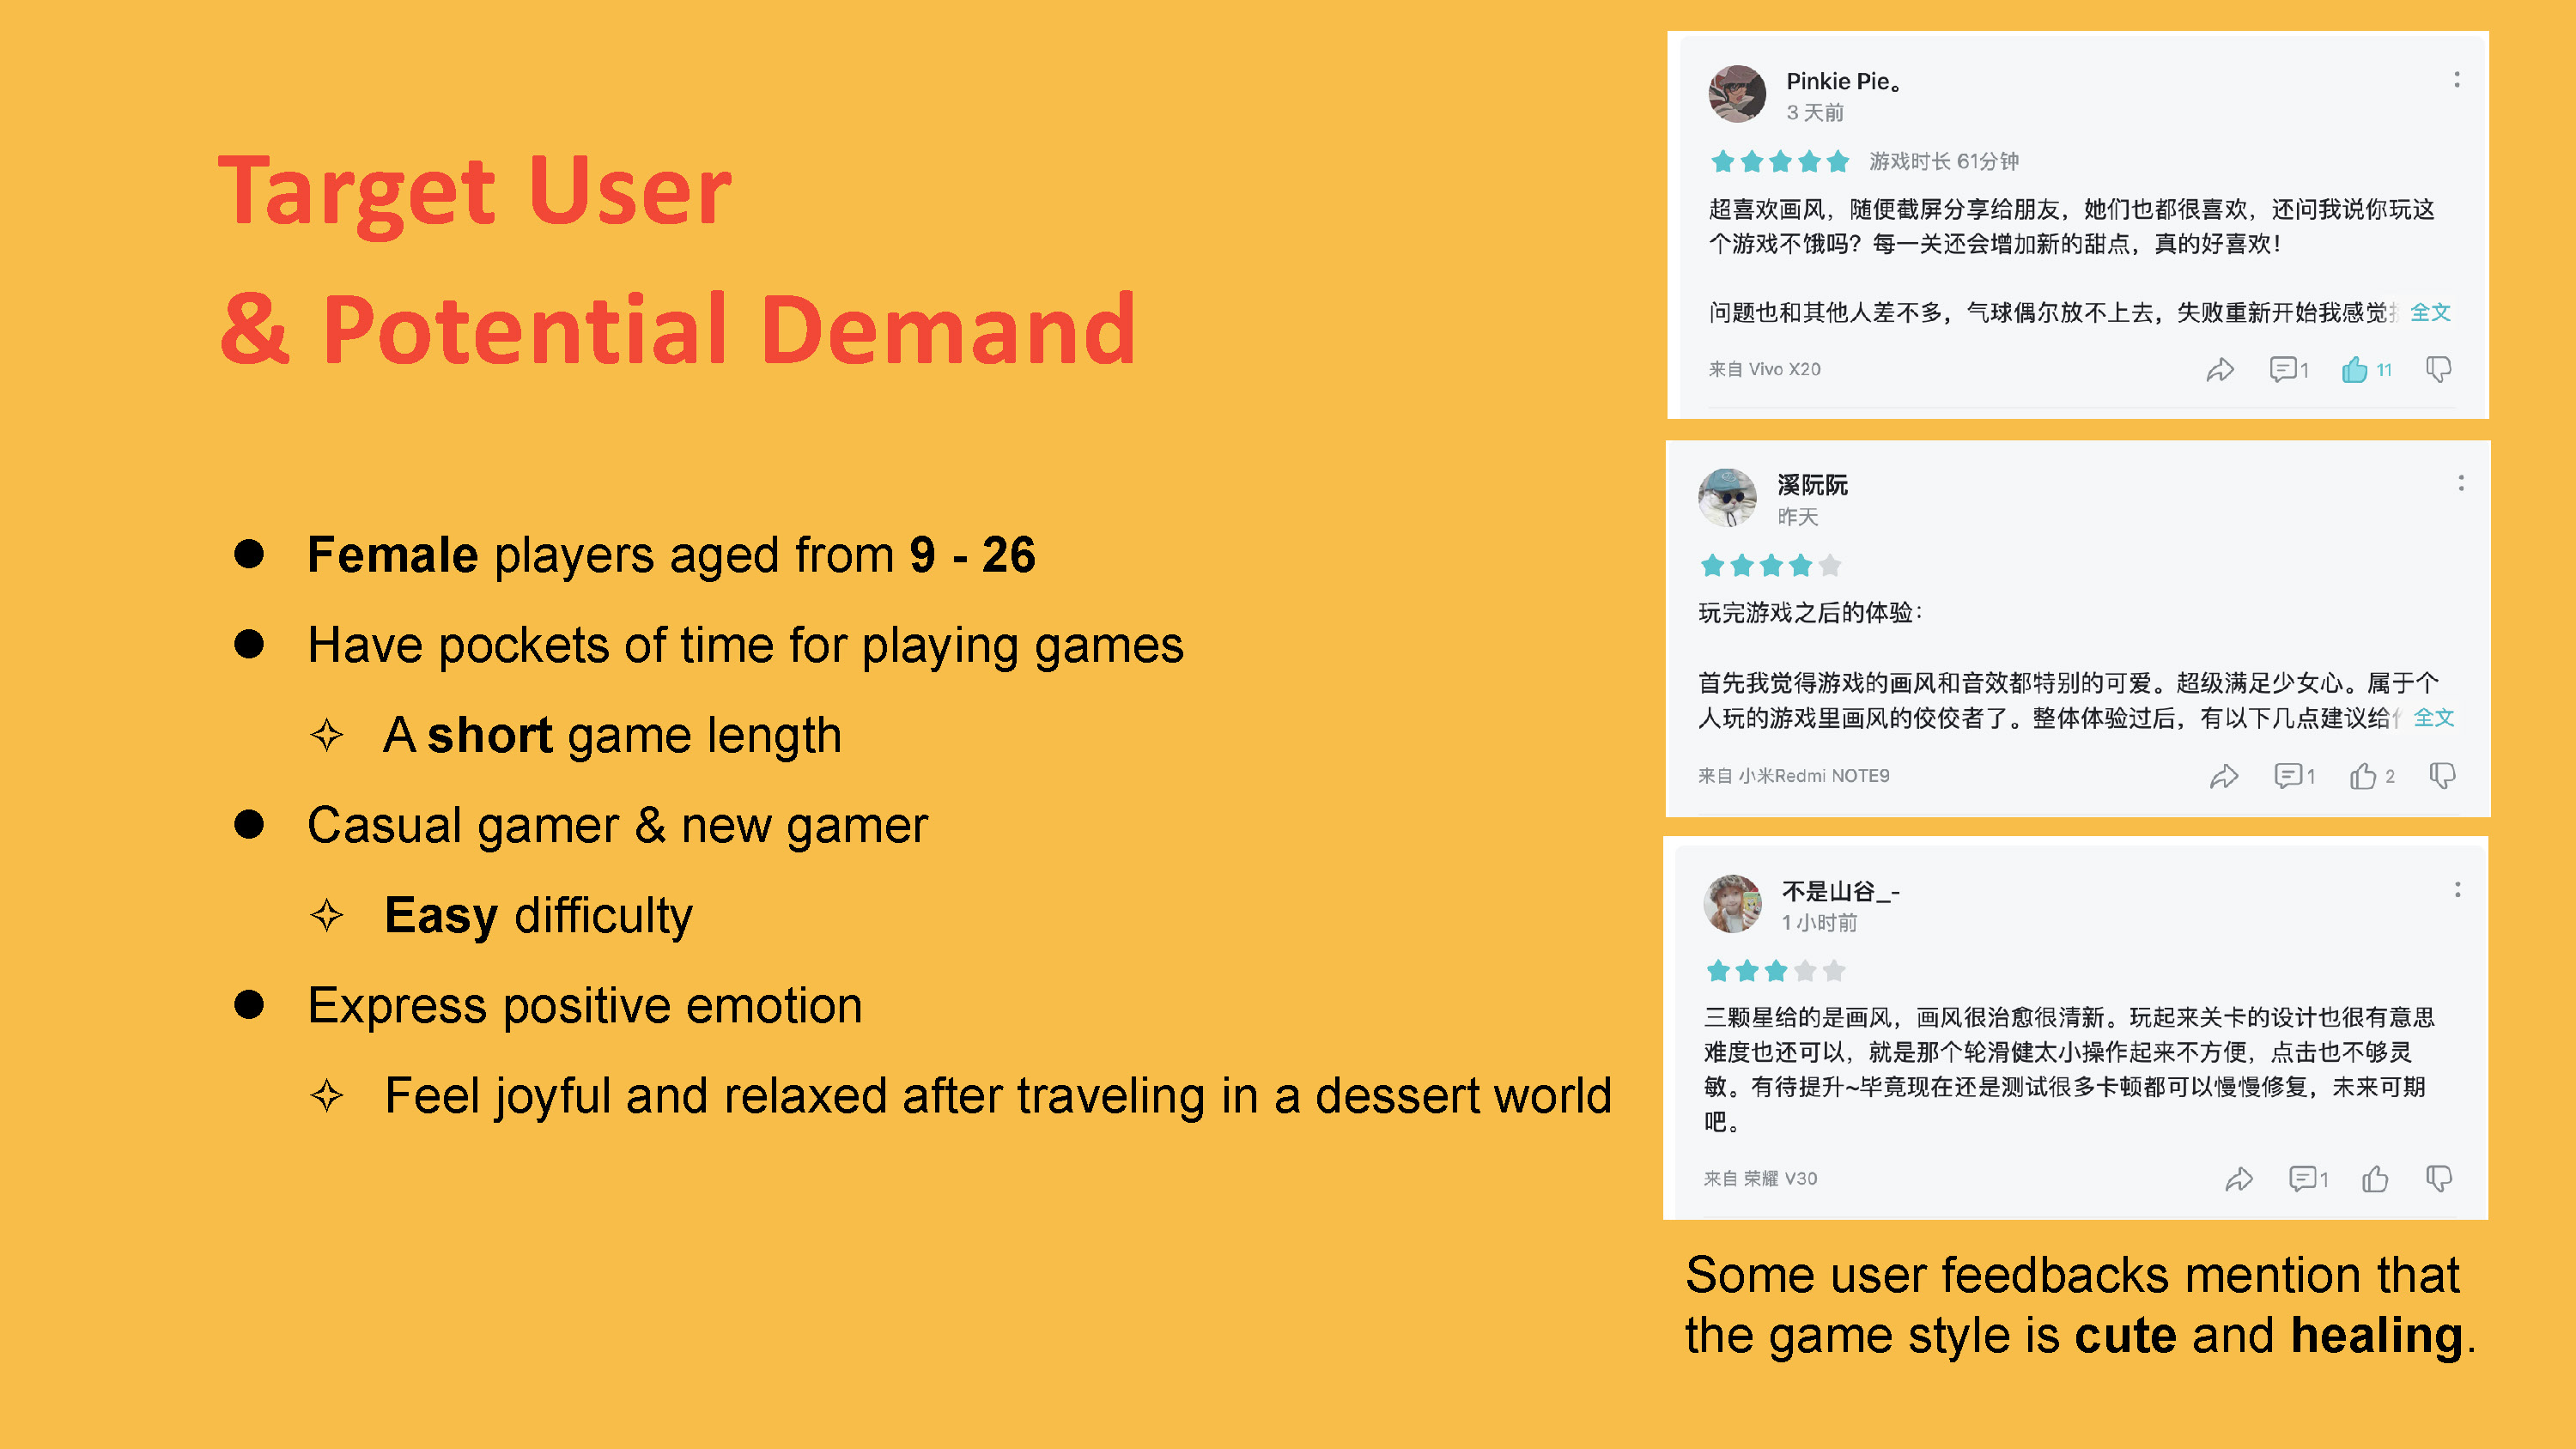 Target User
& Potential Demand
● Female players aged from 9 - 26
● Have pockets of time for playing games
✧ A short game length
● Casual gamer & new gamer
✧ Easy difficulty
● Express positive emotion
✧ Feel joyful and relaxed after traveling in a dessert world
Pinkie Pie。
3 天前
游戏时长 61分钟
超喜欢画风，随便截屏分享给朋友，她们也都很喜欢，还问我说你玩这
个游戏不饿吗？每一关还会增加新的甜点，真的好喜欢！
问题也和其他人差不多，气球偶尔放不上去，失败重新开始我感觉 全文
来自 Vivo X20 1 11
溪阮阮
昨天
玩完游戏之后的体验：
首先我觉得游戏的画风和音效都特别的可爱。超级满足少女心。属于个
人玩的游戏里画风的佼佼者了。整体体验过后，有以下几点建议给 全文
来自 小米Redmi NOTE9 1 2
不是山谷_-
1 小时前
三颗星给的是画风，画风很治愈很清新。玩起来关卡的设计也很有意思
难度也还可以，就是那个轮滑健太小操作起来不方便，点击也不够灵
敏。有待提升~毕竟现在还是测试很多卡顿都可以慢慢修复，未来可期
吧。
来自 荣耀 V30 1
Some user feedbacks mention that
the game style is cute and healing.